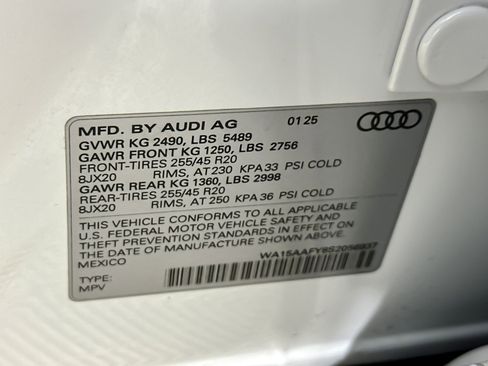 MFD. BY AUDI AG 01 25
GVWR KG 2490, LBS 5489
GAWR FRONT KG 1250, LBS 2756
FRONT-TIRES 255/45 R20
8JX20 RIMS, AT 230 KPA 33 PSI COLD
GAWR REAR KG 1360, LBS 2998
REAR-TIRES 255/45 R20
8JX20 RIMS, AT 250 KPA 36 PSI COLD
THIS VEHICLE CONFORMS TO ALL APPLICABLE
U.S. FEDERAL MOTOR VEHICLE SAFETY AND
THEFT PREVENTION STANDARDS IN EFFECT ON
THE DATE OF MANUFACTURE SHOWN ABOVE.
MEXICO
WA15AAFY8S2056937
TYPE:
MPV